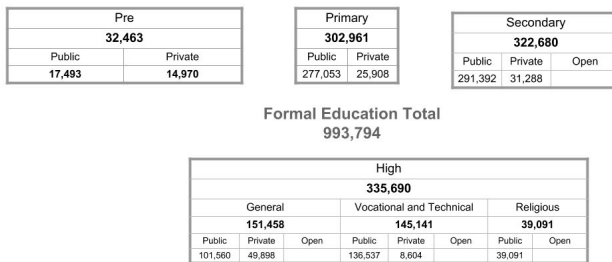 Pre
32,463
Public Private
17,493 14,970
Primary
302,961
Public Private
277,053 25,908
Secondary
322,680
Public Private Open
291,392 31,288
Formal Education Total
993,794
High
335,690
General Vocational and Technical Religious
151,458 145,141 39,091
Public Private Open Public Private Open Public Open
101,560 49,898 136,537 8,604 39,091